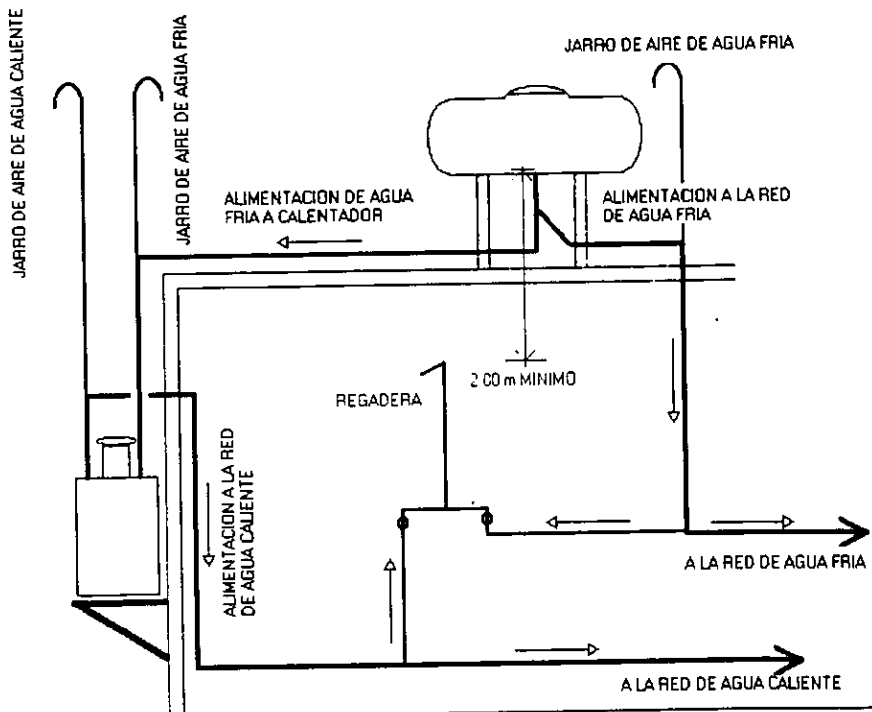 JARRO DE AIRE DE AGUA CALIENTE
JARRO DE AIRE DE AGUA FRIA
JARRO DE AIRE DE AGUA FRIA
ALIMENTACION DE AGUA
FRIA A CALENTADOR
ALIMENTACION A LA RED
DE AGUA FRIA
2 00 m MINIMO
REGADERA
ALIMENTACION A LA RED
DE AGUA CALIENTE
A LA RED DE AGUA FRIA
A LA RED DE AGUA CALIENTE